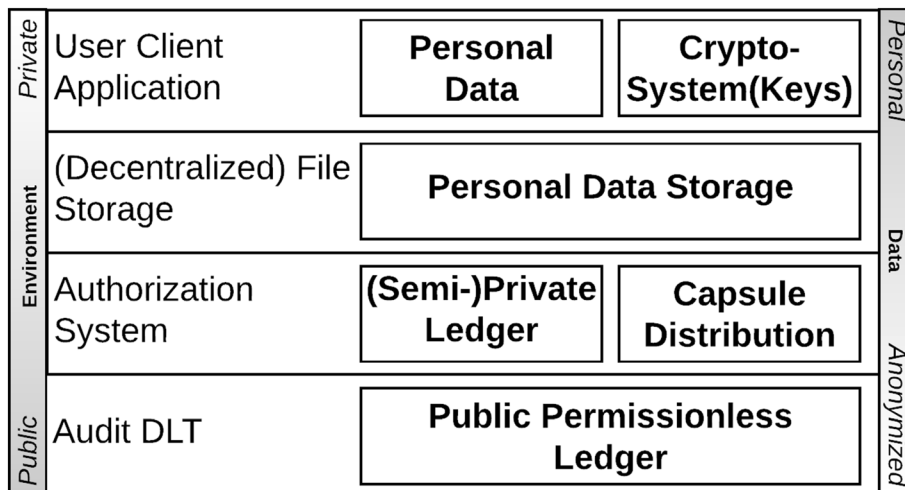 Private
Environment
Public
User Client
Application
Personal
Data
Crypto-
System(Keys)
(Decentralized) File
Storage
Personal Data Storage
Authorization
System
(Semi-)Private
Ledger
Capsule
Distribution
Audit DLT
Public Permissionless
Ledger
Personal
Data
Anonymized